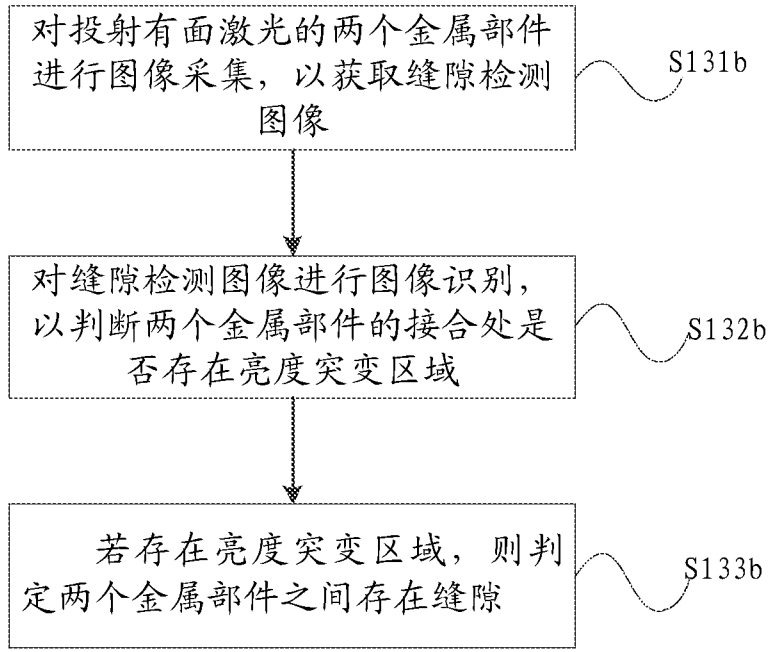 对投射有面激光的两个金属部件
进行图像采集，以获取缝隙检测
图像
S131b
对缝隙检测图像进行图像识别，
以判断两个金属部件的接合处是
否存在亮度突变区域
S132b
若存在亮度突变区域，则判
定两个金属部件之间存在缝隙
S133b